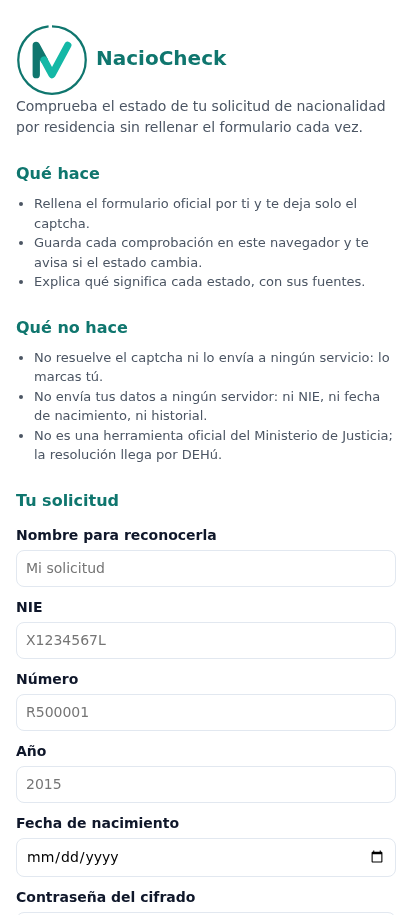 NacioCheck
Comprueba el estado de tu solicitud de nacionalidad
por residencia sin rellenar el formulario cada vez.
Qué hace
• Rellena el formulario oficial por ti y te deja solo el
captcha.
• Guarda cada comprobación en este navegador y te
avisa si el estado cambia.
• Explica qué significa cada estado, con sus fuentes.
Qué no hace
• No resuelve el captcha ni lo envía a ningún servicio: lo
marcas tú.
• No envía tus datos a ningún servidor: ni NIE, ni fecha
de nacimiento, ni historial.
• No es una herramienta oficial del Ministerio de Justicia;
la resolución llega por DEHú.
Tu solicitud
Nombre para reconocerla
Mi solicitud
NIE
X1234567L
Número
R500001
Año
2015
Fecha de nacimiento
mm/dd/yyyy
Contraseña del cifrado